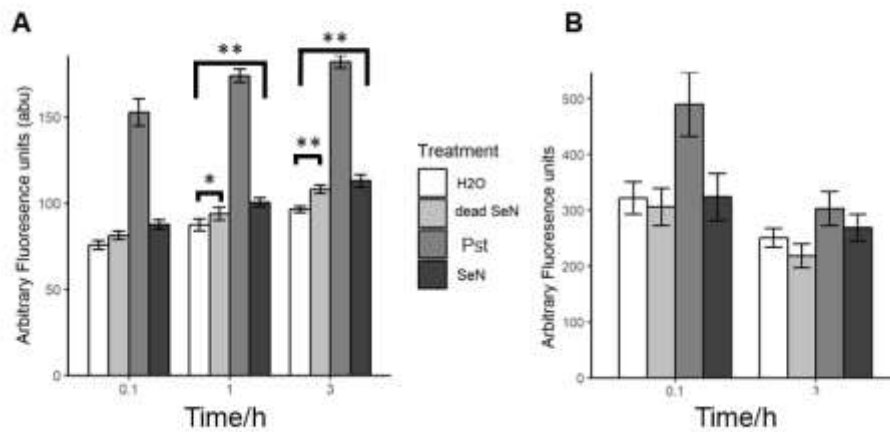 A
Arbitrary Fluorescence units (abu)
0
50
100
150
**
**
*
**
0.1
1
3
Time/h
Treatment
H2O
dead SeN
Pst
SeN
B
Arbitrary Fluorescence units
0
100
200
300
400
500
0.1
3
Time/h